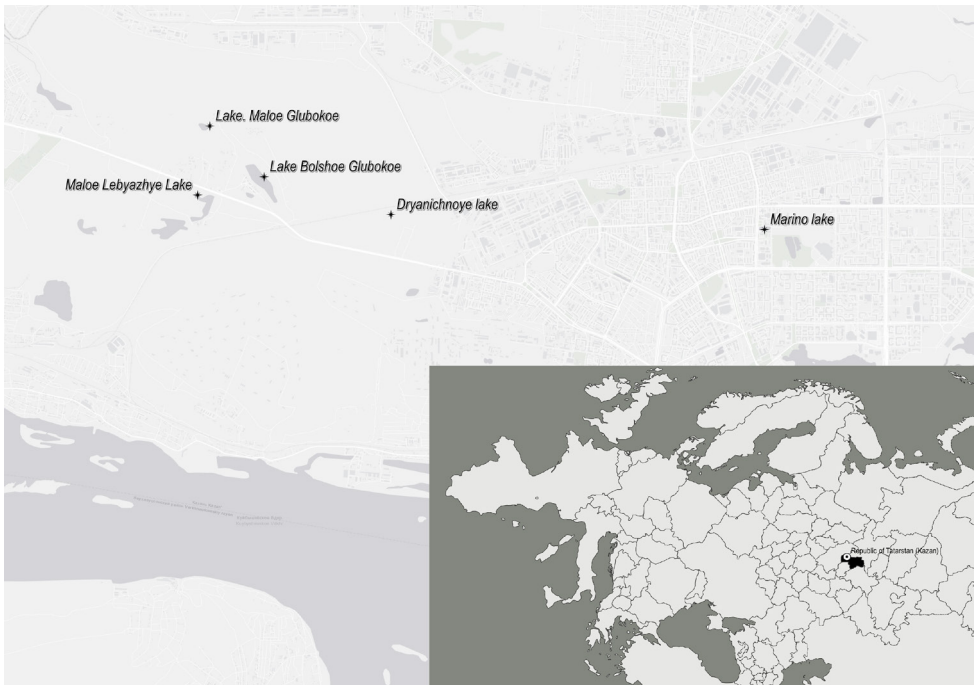 Lake. Maloe Glubokoe
Lake Bolshoe Glubokoe
Maloe Lebyazhye Lake
Dryanichnoye lake
Marino lake
Republic of Tatarstan (Kazan)